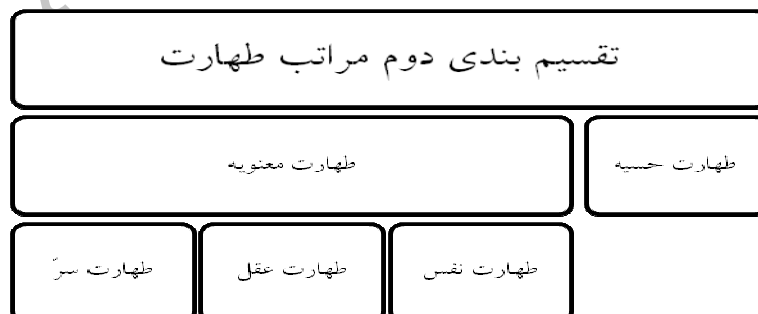 تقسیم بندی دوم مراتب طهارت
طهارت حسیه
طهارت معنویه
طهارت نفس
طهارت عقل
طهارت سرّ